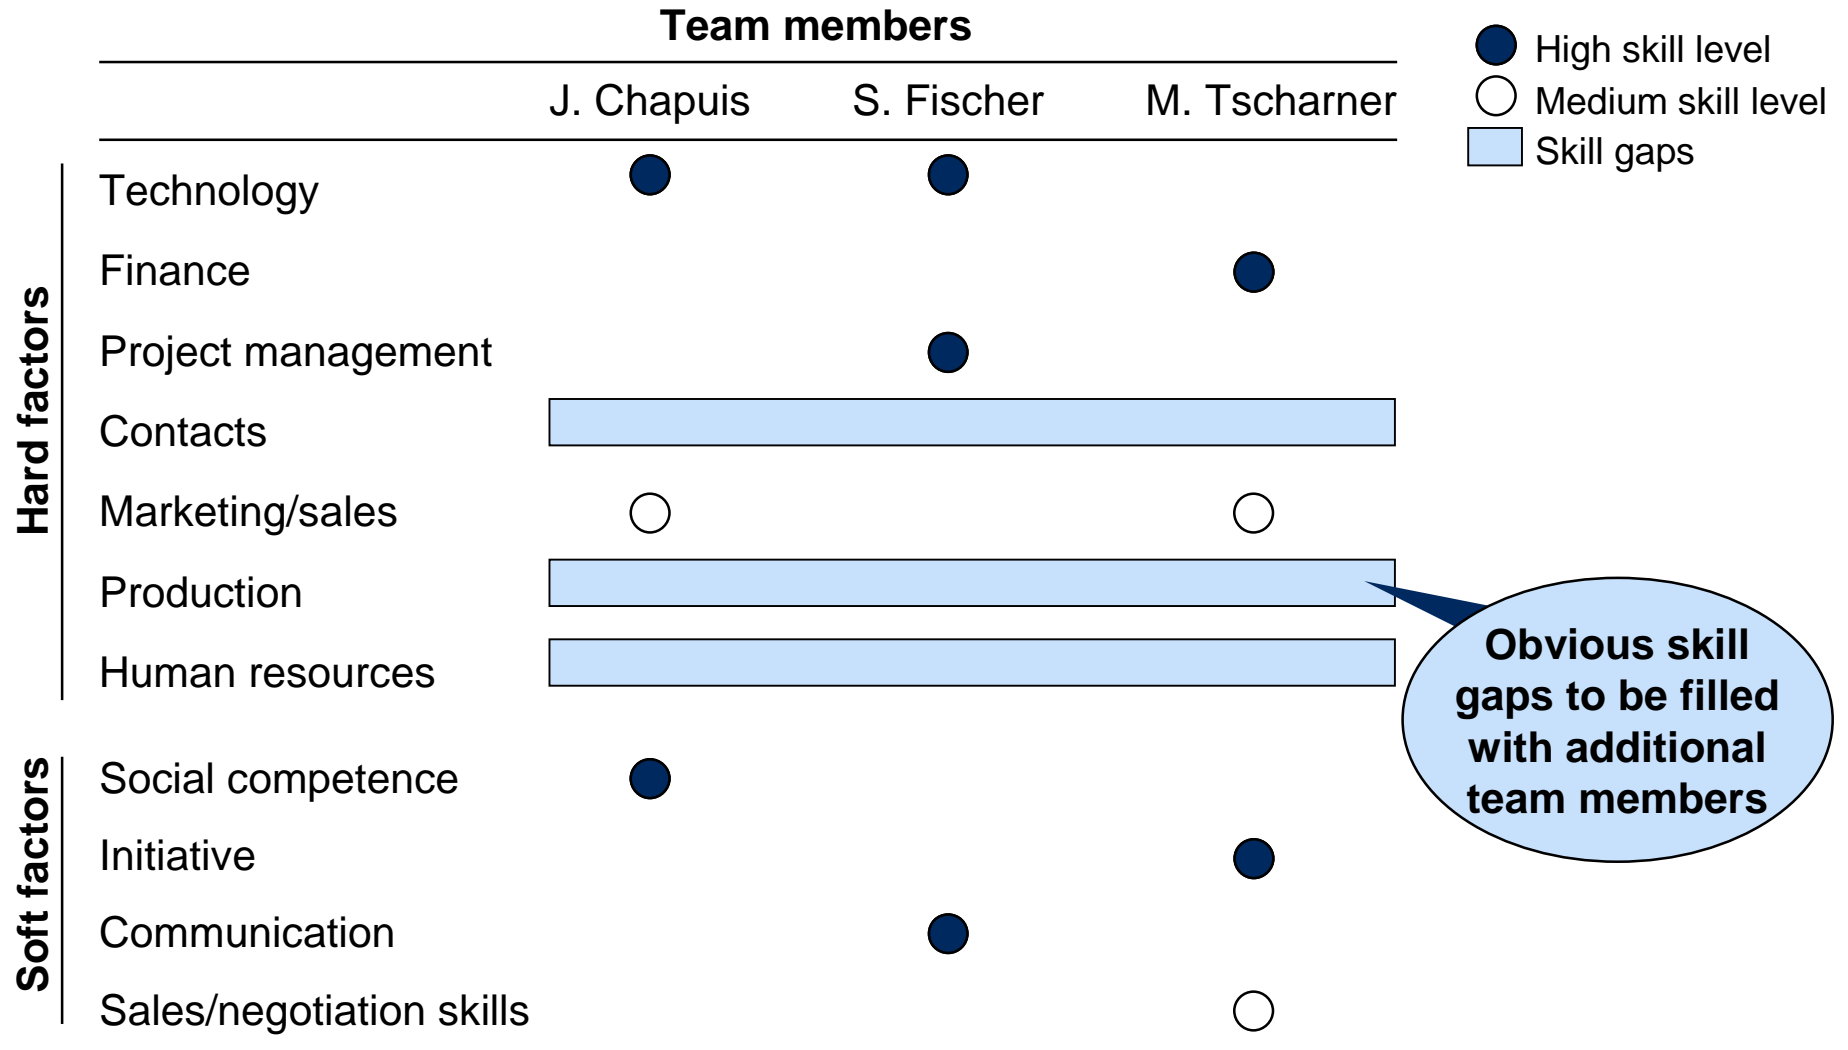 Team members
J. Chapuis S. Fischer M. Tscharner
High skill level
Medium skill level
Skill gaps
Hard factors
Technology
Finance
Project management
Contacts
Marketing/sales
Production
Human resources
Obvious skill
gaps to be filled
with additional
team members
Soft factors
Social competence
Initiative
Communication
Sales/negotiation skills